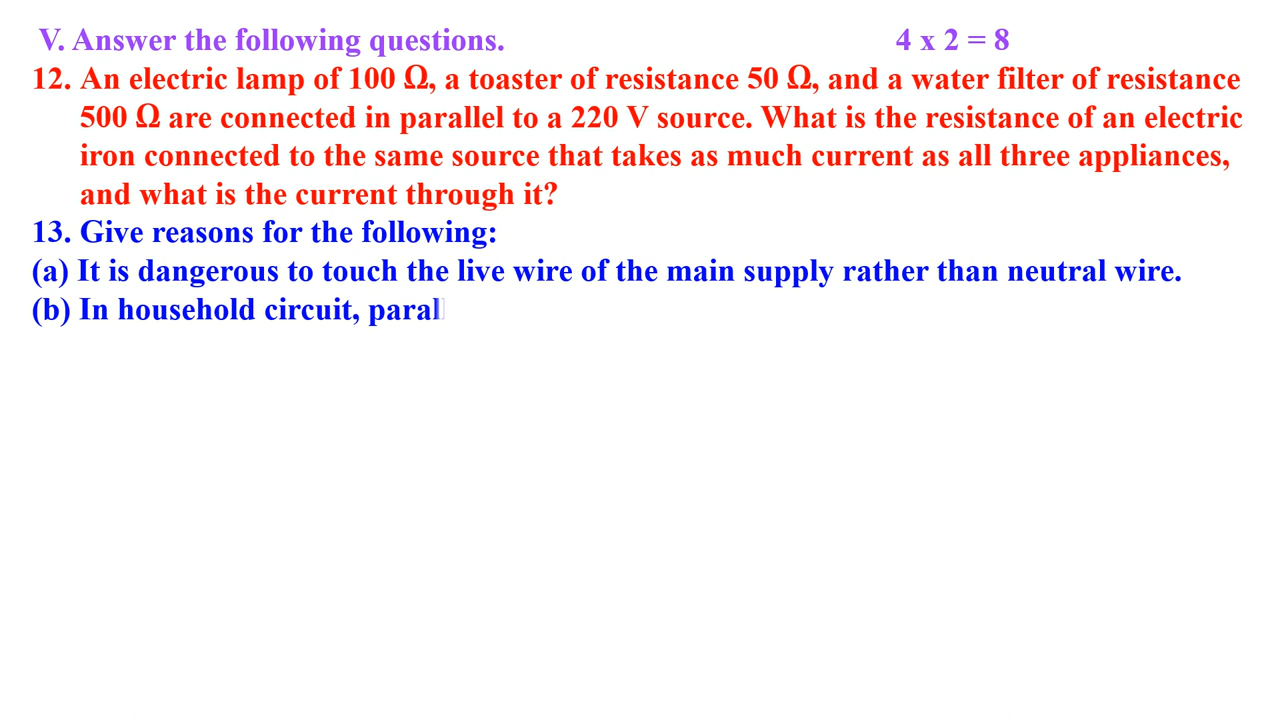 V. Answer the following questions. 4 x 2 = 8
12. An electric lamp of 100 Ω, a toaster of resistance 50 Ω, and a water filter of resistance
500 Ω are connected in parallel to a 220 V source. What is the resistance of an electric
iron connected to the same source that takes as much current as all three appliances,
and what is the current through it?
13. Give reasons for the following:
(a) It is dangerous to touch the live wire of the main supply rather than neutral wire.
(b) In household circuit,